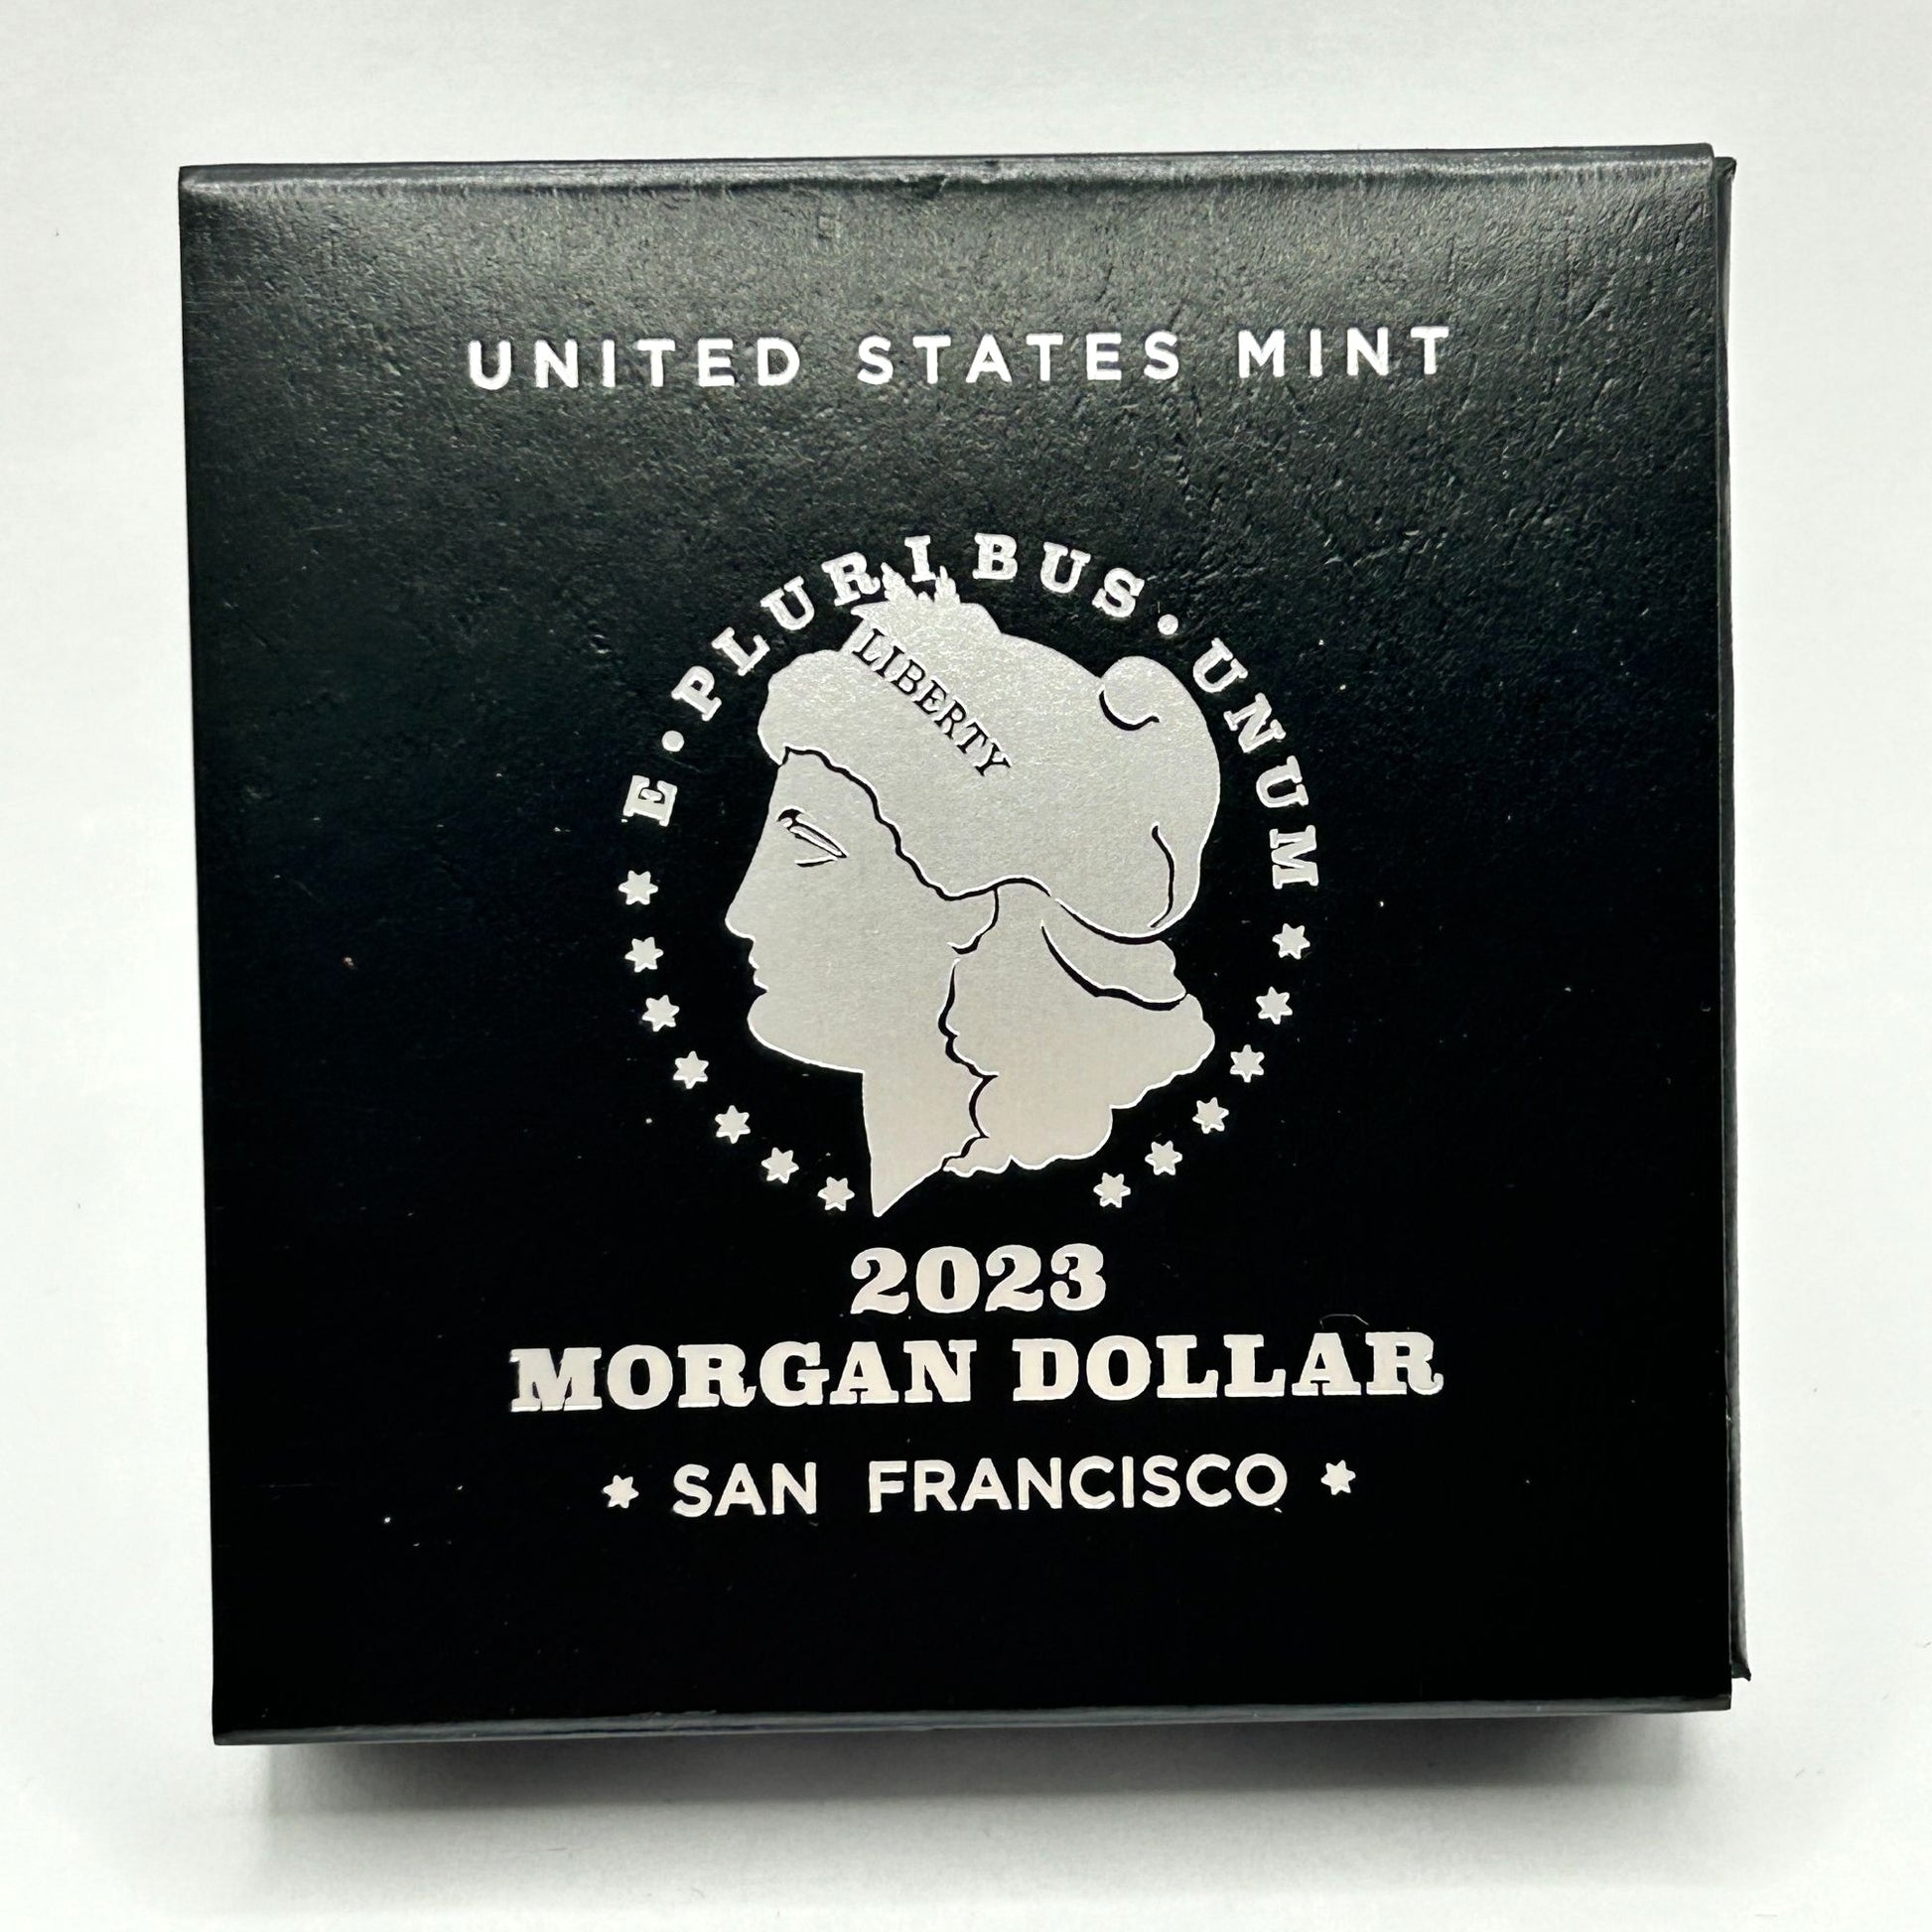 UNITED STATES MINT
E·PLURIBUS·UNUM
LIBERTY
2023
MORGAN DOLLAR
SAN FRANCISCO